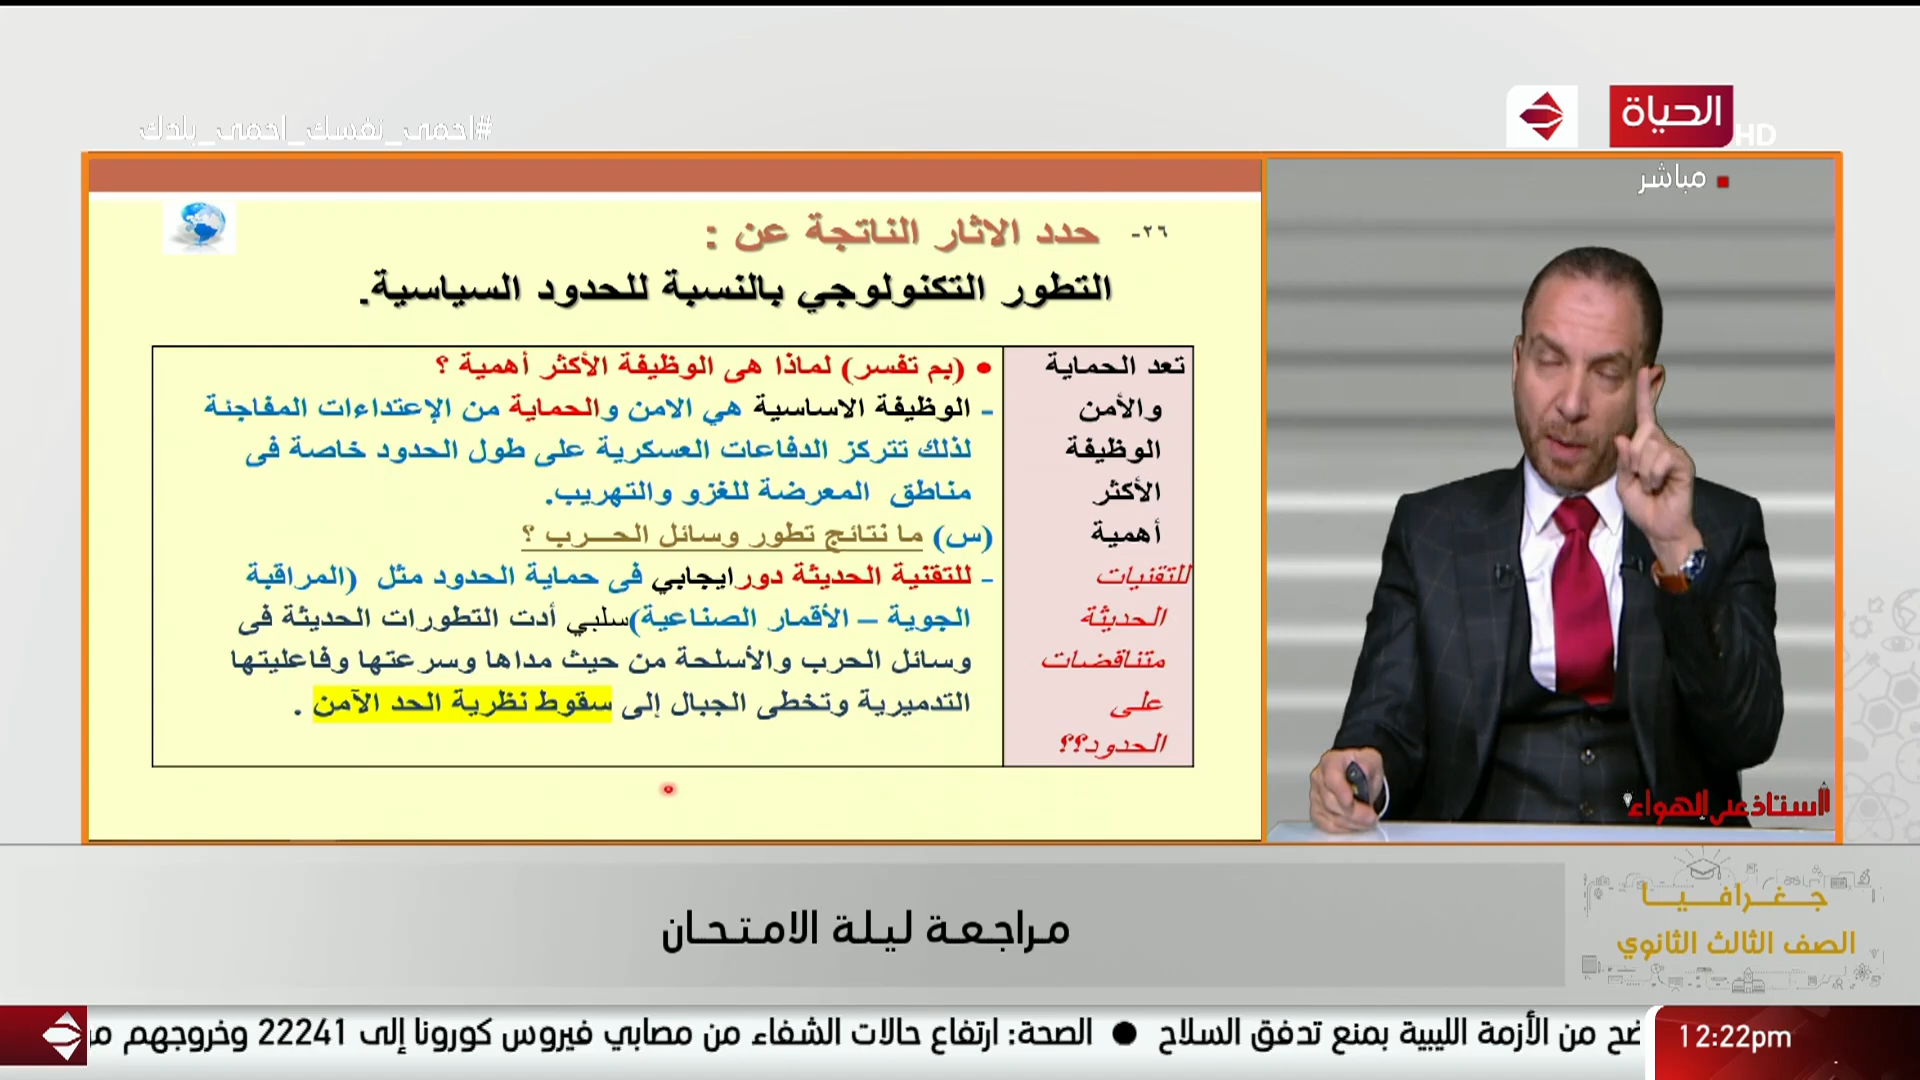 #احمى_نفسك_احمى_بلدك
الحياة
HD
مباشر
٢٦- حدد الاثار الناتجة عن :
التطور التكنولوجي بالنسبة للحدود السياسية.
تعد الحماية
والأمن
الوظيفة
الأكثر
أهمية
للتقنيات
الحديثة
متناقضات
على
الحدود؟؟
• (بم تفسر) لماذا هى الوظيفة الأكثر أهمية ؟
- الوظيفة الاساسية هي الامن والحماية من الإعتداءات المفاجئة
لذلك تتركز الدفاعات العسكرية على طول الحدود خاصة فى
مناطق المعرضة للغزو والتهريب.
(س) ما نتائج تطور وسائل الحـــرب ؟
- للتقنية الحديثة دورايجابي فى حماية الحدود مثل (المراقبة
الجوية – الأقمار الصناعية)سلبي أدت التطورات الحديثة فى
وسائل الحرب والأسلحة من حيث مداها وسرعتها وفاعليتها
التدميرية وتخطى الجبال إلى سقوط نظرية الحد الآمن .
أستاذ على الهواء
مراجعة ليلة الامتحان
جغرافيا
الصف الثالث الثانوي
من الأزمة الليبية بمنع تدفق السلاح ● الصحة: ارتفاع حالات الشفاء من مصابي فيروس كورونا إلى 22241 وخروجهم
12:22pm